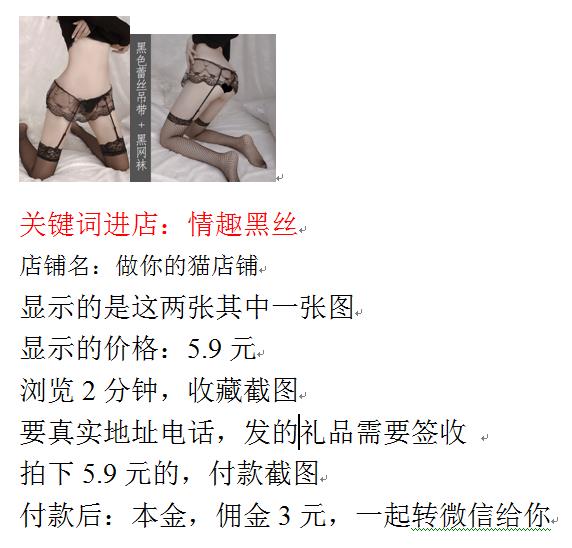 黑色蕾丝吊带+黑网袜
关键词进店：情趣黑丝
店铺名：做你的猫店铺
显示的是这两张其中一张图
显示的价格：5.9 元
浏览 2 分钟，收藏截图
要真实地址电话，发的礼品需要签收
拍下 5.9 元的，付款截图
付款后：本金，佣金 3 元，一起转微信给你